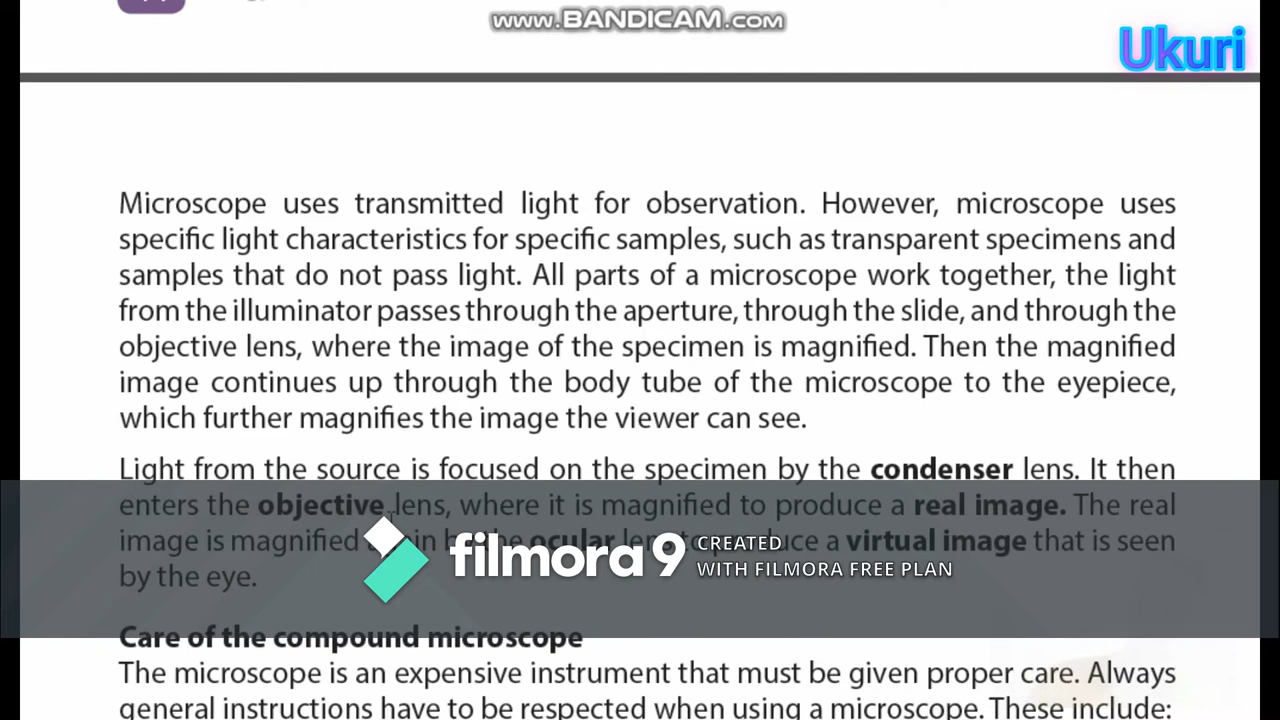 www.BANDICAM.com
Ukuri
Microscope uses transmitted light for observation. However, microscope uses
specific light characteristics for specific samples, such as transparent specimens and
samples that do not pass light. All parts of a microscope work together, the light
from the illuminator passes through the aperture, through the slide, and through the
objective lens, where the image of the specimen is magnified. Then the magnified
image continues up through the body tube of the microscope to the eyepiece,
which further magnifies the image the viewer can see.
Light from the source is focused on the specimen by the condenser lens. It then
enters the objective lens, where it is magnified to produce a real image. The real
image is magnified the ocular virtual image that is seen
by the eye.
filmora9 CREATED
WITH FILMORA FREE PLAN
Care of the compound microscope
The microscope is an expensive instrument that must be given proper care. Always
general instructions have to be respected when using a microscope. These include: